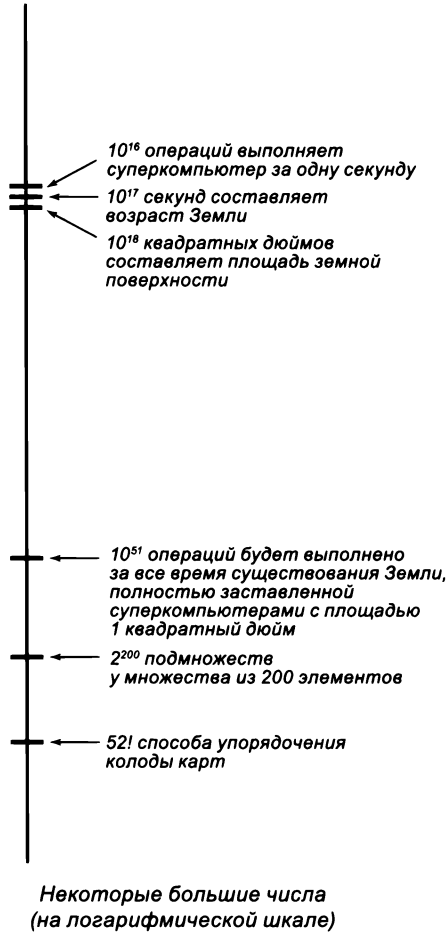 10¹⁶ операций выполняет
суперкомпьютер за одну секунду
10¹⁷ секунд составляет
возраст Земли
10¹⁸ квадратных дюймов
составляет площадь земной
поверхности
10⁵¹ операций будет выполнено
за все время существования Земли,
полностью заставленной
суперкомпьютерами с площадью
1 квадратный дюйм
2²⁰⁰ подмножеств
у множества из 200 элементов
52! способа упорядочения
колоды карт
Некоторые большие числа
(на логарифмической шкале)